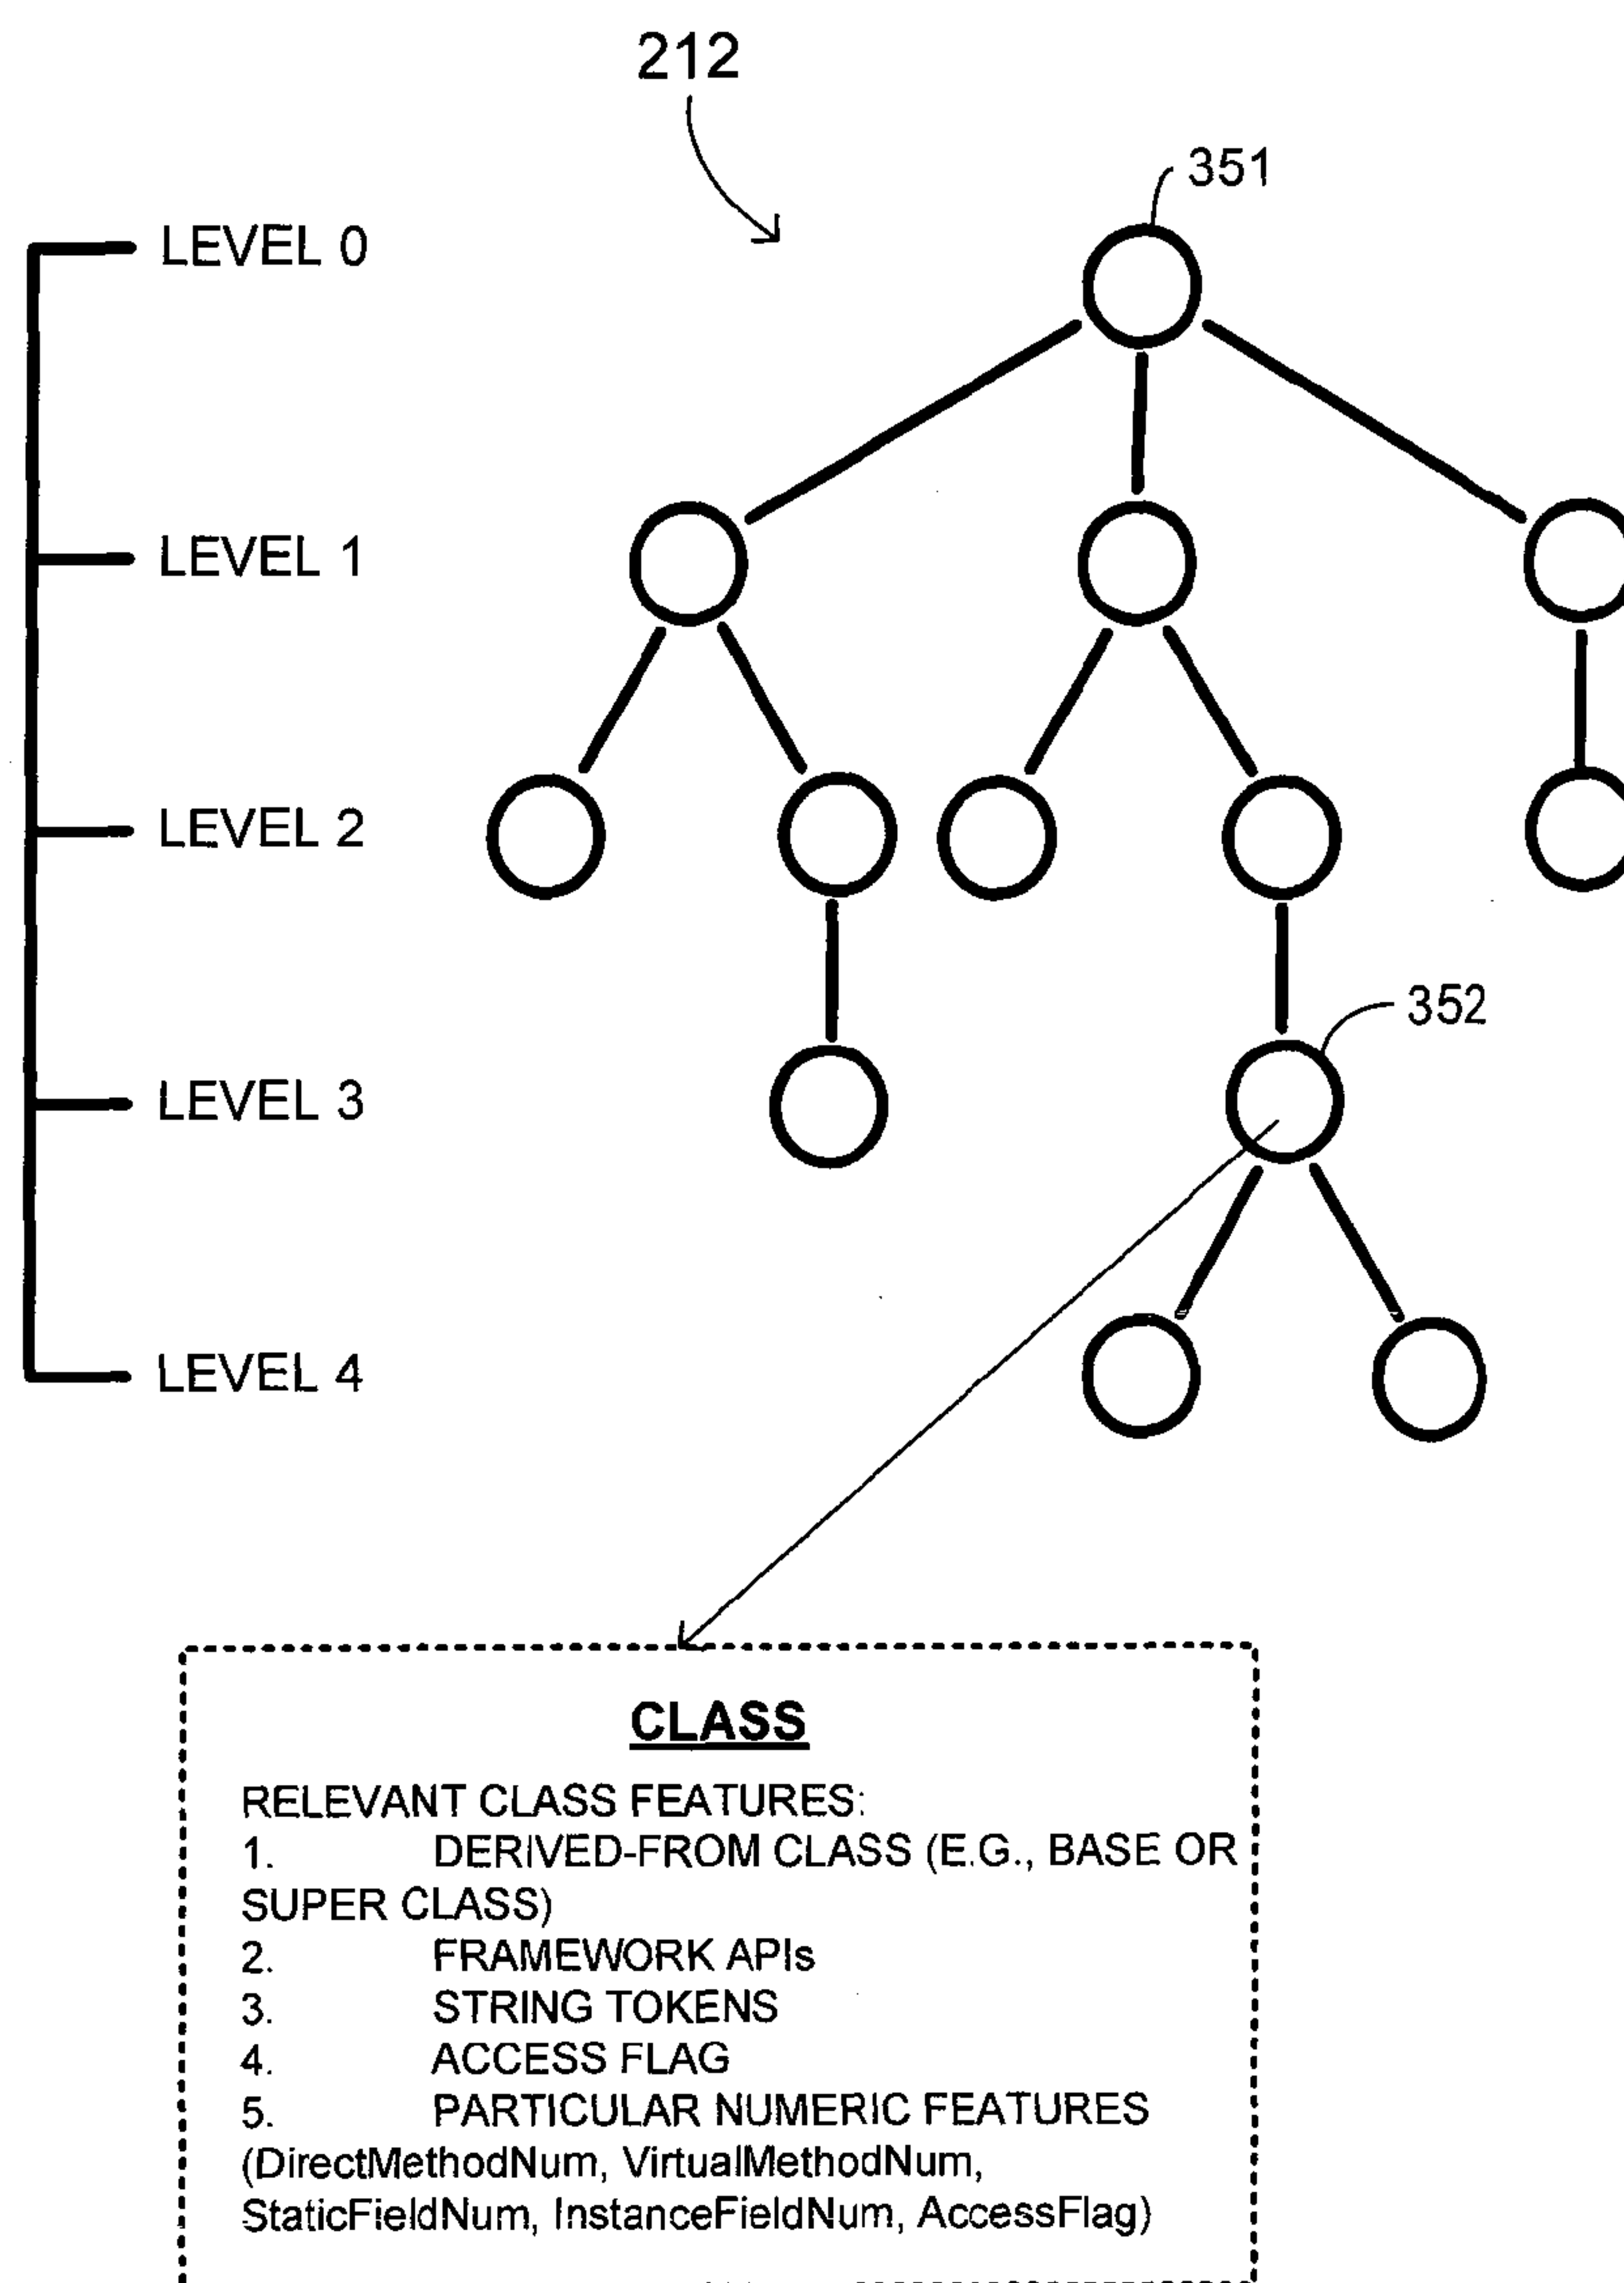 212
351
LEVEL 0
LEVEL 1
LEVEL 2
352
LEVEL 3
LEVEL 4
CLASS
RELEVANT CLASS FEATURES:
1. DERIVED-FROM CLASS (E.G., BASE OR
SUPER CLASS)
2. FRAMEWORK APIs
3. STRING TOKENS
4. ACCESS FLAG
5. PARTICULAR NUMERIC FEATURES
(DirectMethodNum, VirtualMethodNum,
StaticFieldNum, InstanceFieldNum, AccessFlag)